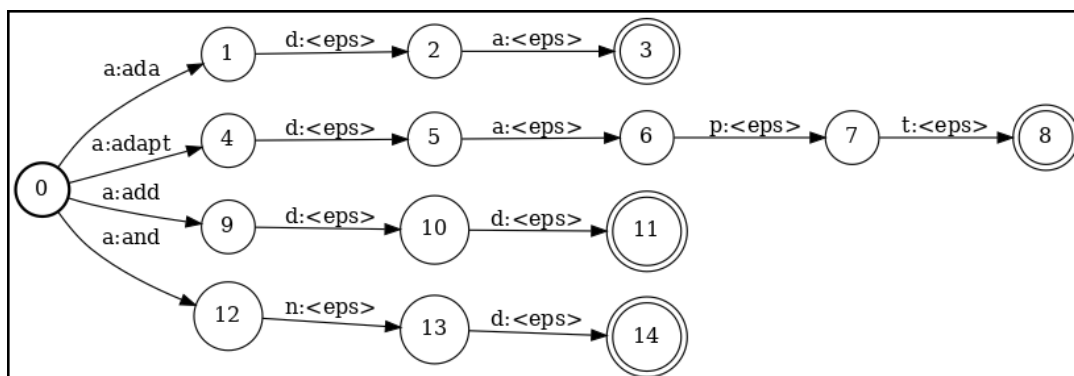 1 d:<eps> 2 a:<eps> 3
a:ada
a:adapt 4 d:<eps> 5 a:<eps> 6 p:<eps> 7 t:<eps> 8
0
a:add 9 d:<eps> 10 d:<eps> 11
a:and
12 n:<eps> 13 d:<eps> 14